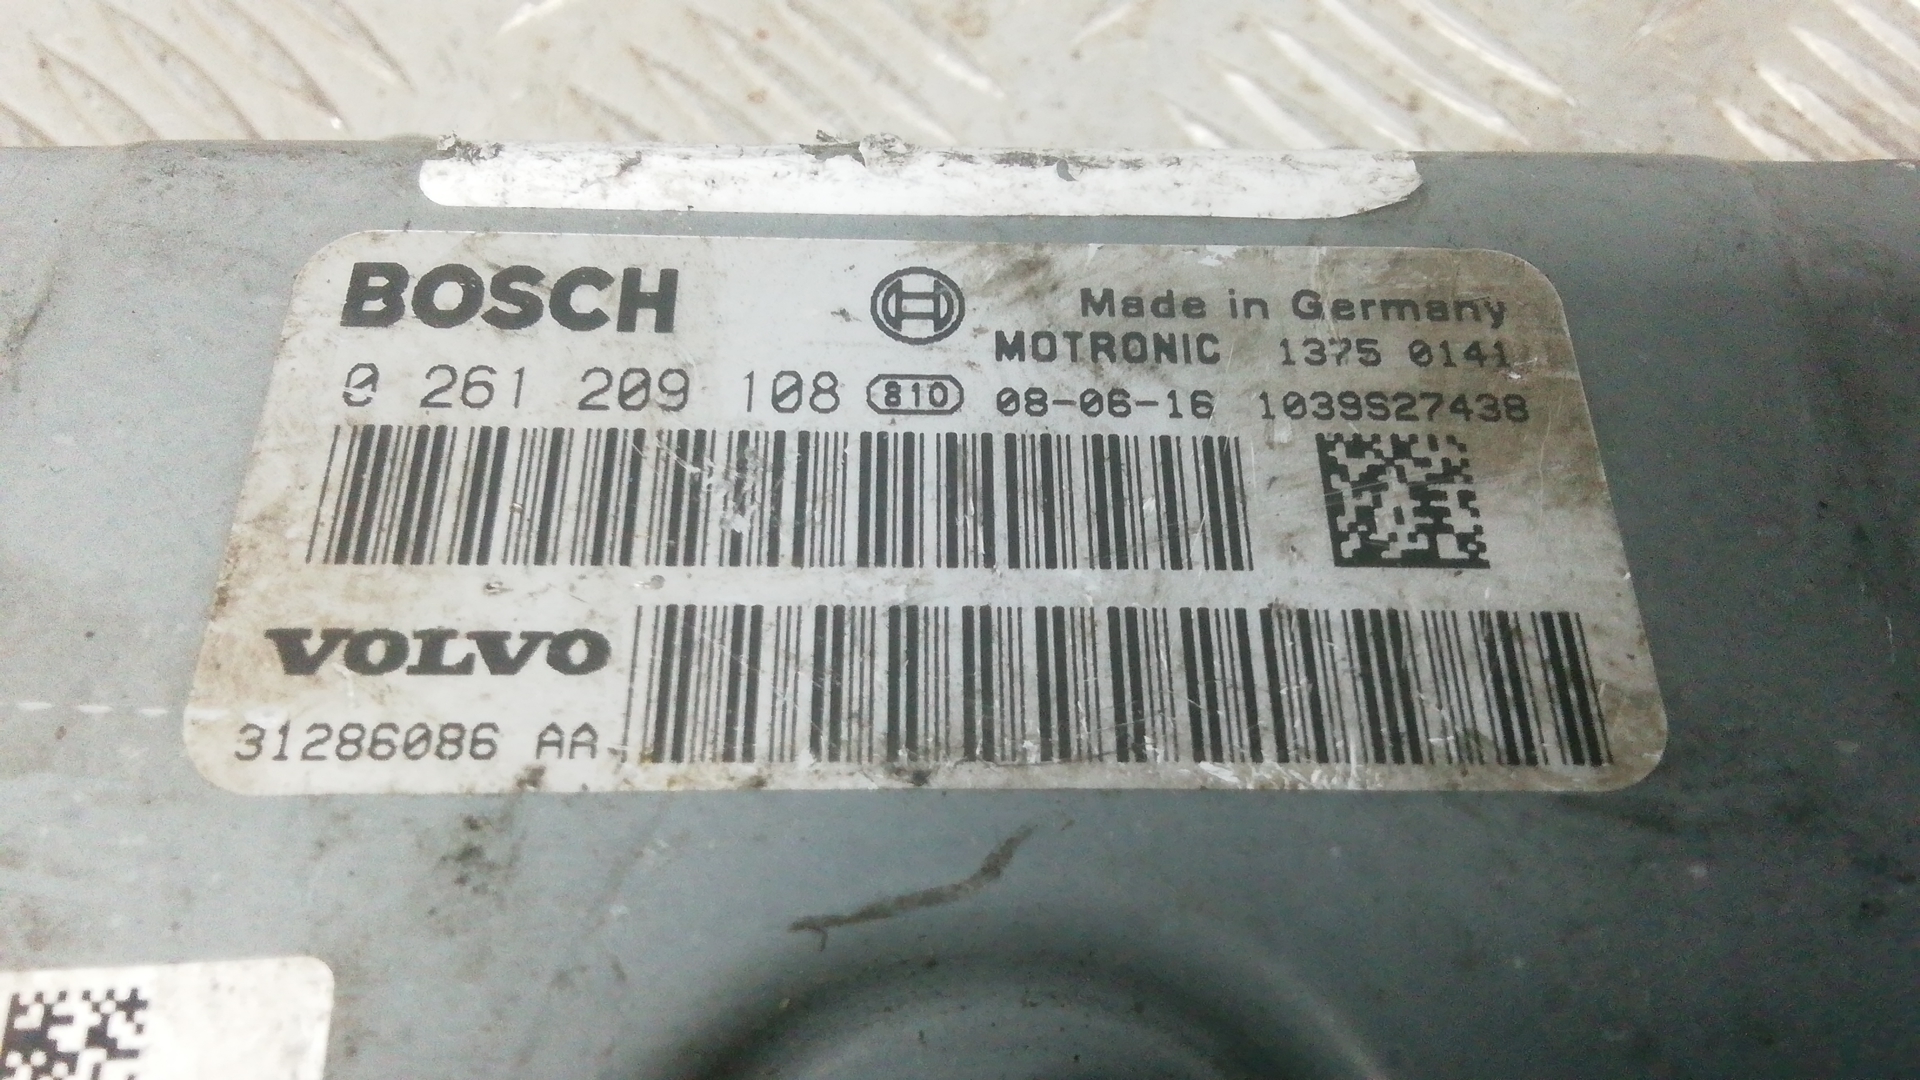 BOSCH
Made in Germany
MOTRONIC 1375 0141
0 261 209 108 810 08-06-16 1039S27438
VOLVO
31286086 AA